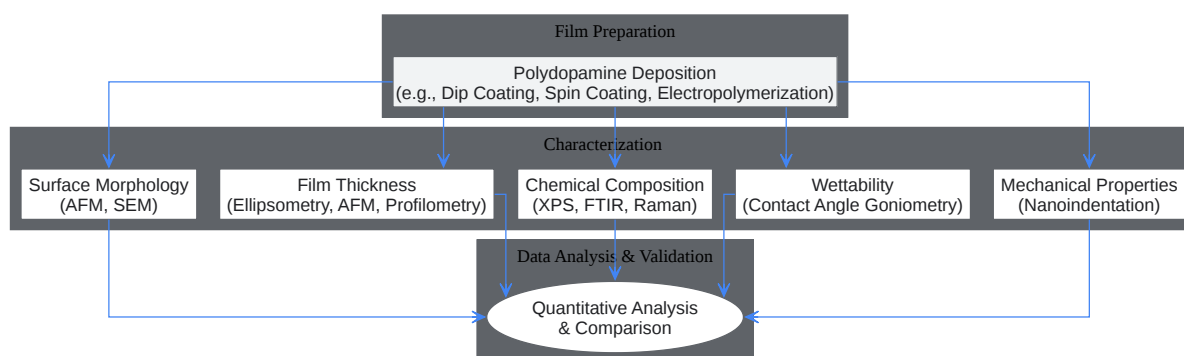 Film Preparation
Polydopamine Deposition
(e.g., Dip Coating, Spin Coating, Electropolymerization)
Characterization
Surface Morphology
(AFM, SEM)
Film Thickness
(Ellipsometry, AFM, Profilometry)
Chemical Composition
(XPS, FTIR, Raman)
Wettability
(Contact Angle Goniometry)
Mechanical Properties
(Nanoindentation)
Data Analysis & Validation
Quantitative Analysis
& Comparison